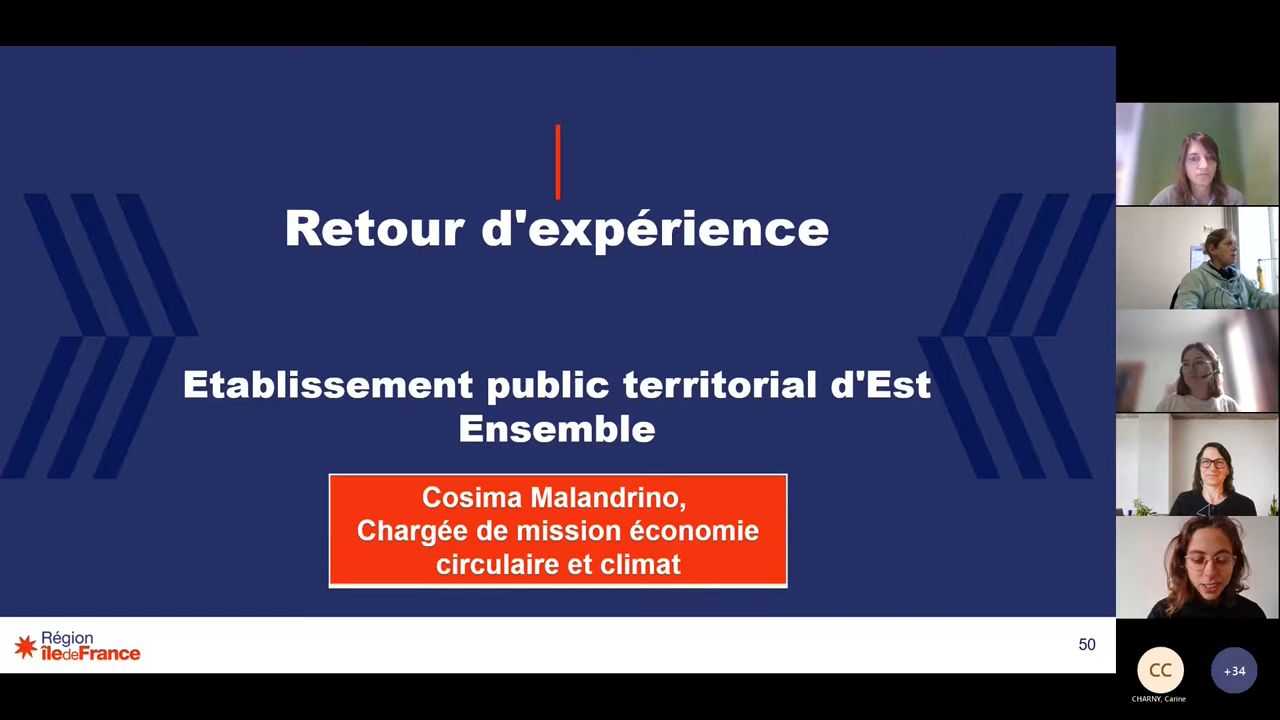 Retour d'expérience
Etablissement public territorial d'Est
Ensemble
Cosima Malandrino,
Chargée de mission économie
circulaire et climat
Région
îledeFrance
50
CC
+34
CHARNY, Carine